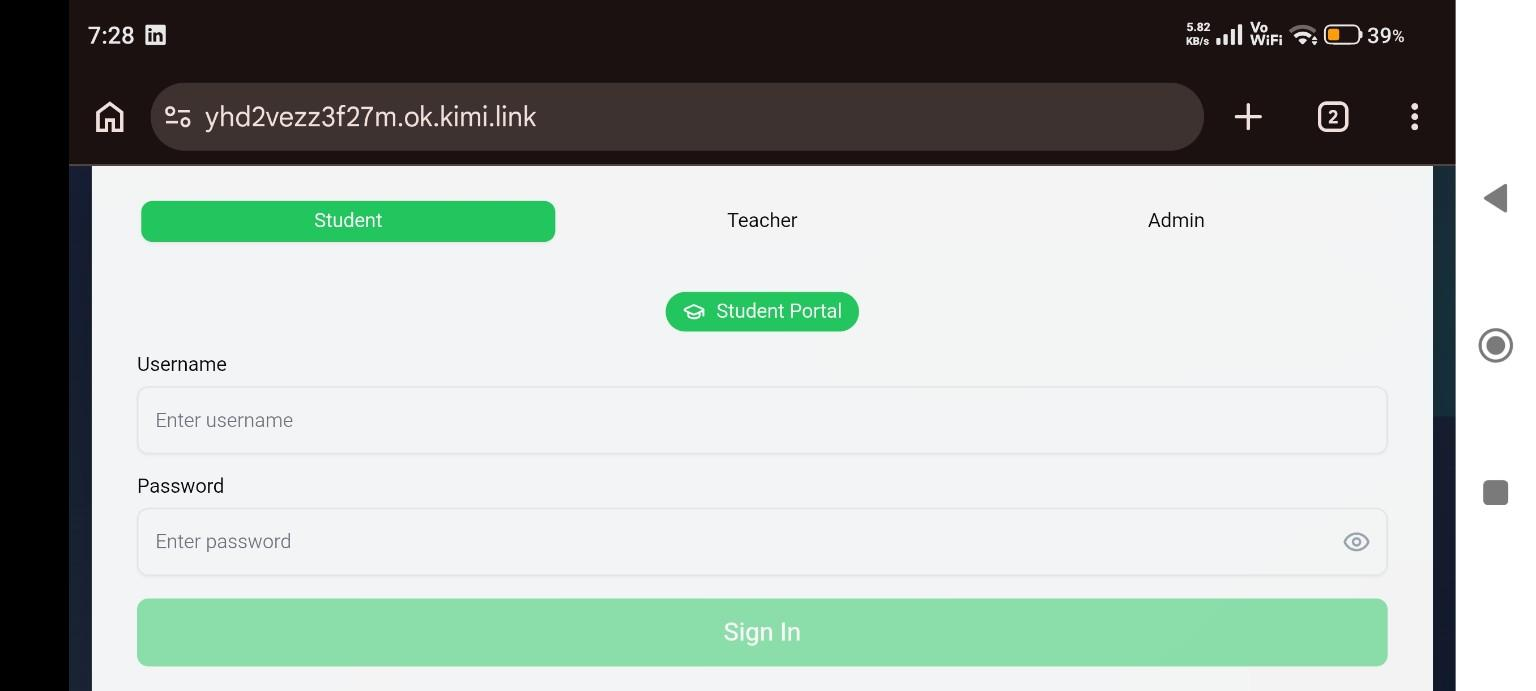 7:28 in 5.82 KB/s Vo WiFi 39%
yhd2vezz3f27m.ok.kimi.link 2
Student Teacher Admin
Student Portal
Username
Enter username
Password
Enter password
Sign In